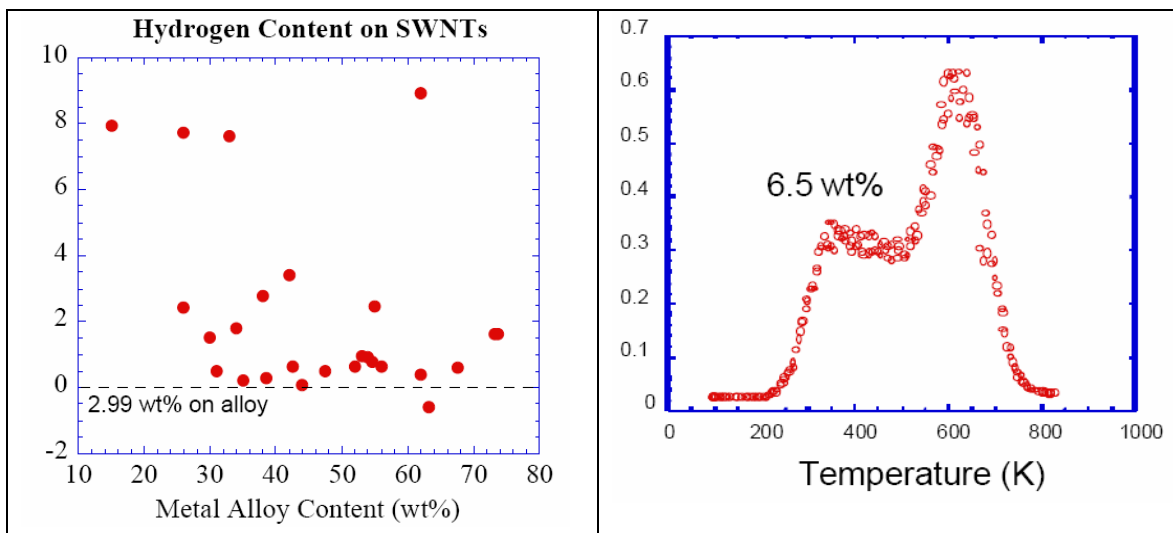 Hydrogen Content on SWNTs
10
8
6
4
2
0
-2
2.99 wt% on alloy
10 20 30 40 50 60 70 80
Metal Alloy Content (wt%)
0.7
0.6
0.5
0.4
0.3
0.2
0.1
0
6.5 wt%
0 200 400 600 800 1000
Temperature (K)